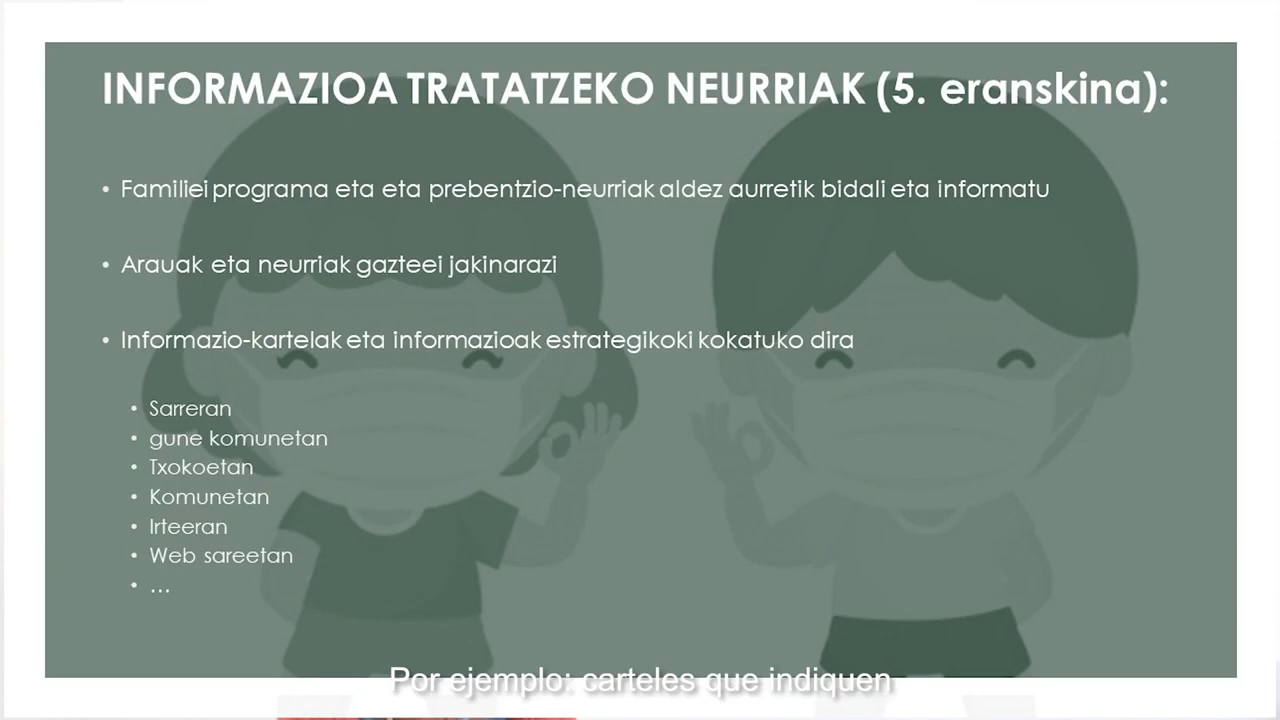 INFORMAZIOA TRATATZEKO NEURRIAK (5. eranskina):
• Familiei programa eta eta prebentzio-neurriak aldez aurretik bidali eta informatu
• Arauak eta neurriak gazteei jakinarazi
• Informazio-kartelak eta informazioak estrategikoki kokatuko dira
• Sarreran
• gune komunetan
• Txokoetan
• Komunetan
• Irteeran
• Web sareetan
• ...
Por ejemplo: carteles que indiquen